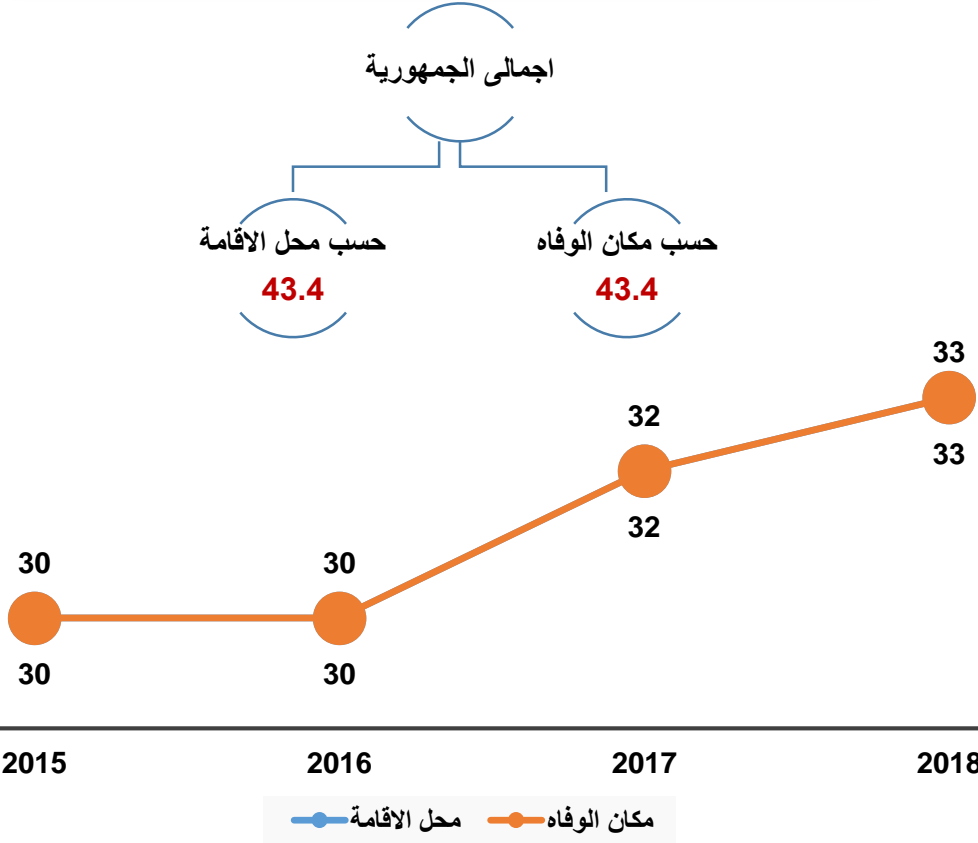 اجمالى الجمهورية
حسب مكان الوفاه
43.4
حسب محل الاقامة
43.4
30
30
32
33
30
30
32
33
2015
2016
2017
2018
محل الاقامة
مكان الوفاه